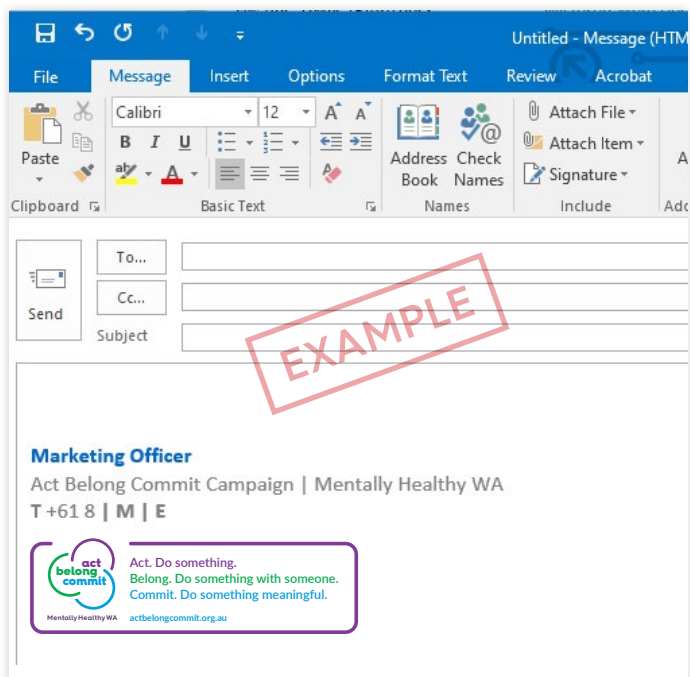 Untitled - Message (HTM
File Message Insert Options Format Text Review Acrobat
Calibri 12
Paste
B I U
Address Book
Check Names
Attach File
Attach Item
Signature
Clipboard Basic Text Names Include Add
To...
Cc...
Send
Subject
EXAMPLE
Marketing Officer
Act Belong Commit Campaign | Mentally Healthy WA
T +61 8 | M | E
act
belong
commit
Mentally Healthy WA
Act. Do something.
Belong. Do something with someone.
Commit. Do something meaningful.
actbelongcommit.org.au